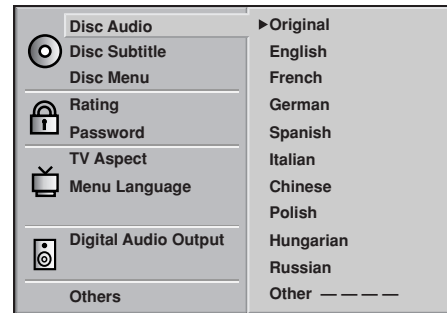 Disc Audio
Disc Subtitle
Disc Menu
Rating
Password
TV Aspect
Menu Language
Digital Audio Output
Others
▶Original
English
French
German
Spanish
Italian
Chinese
Polish
Hungarian
Russian
Other — — — —